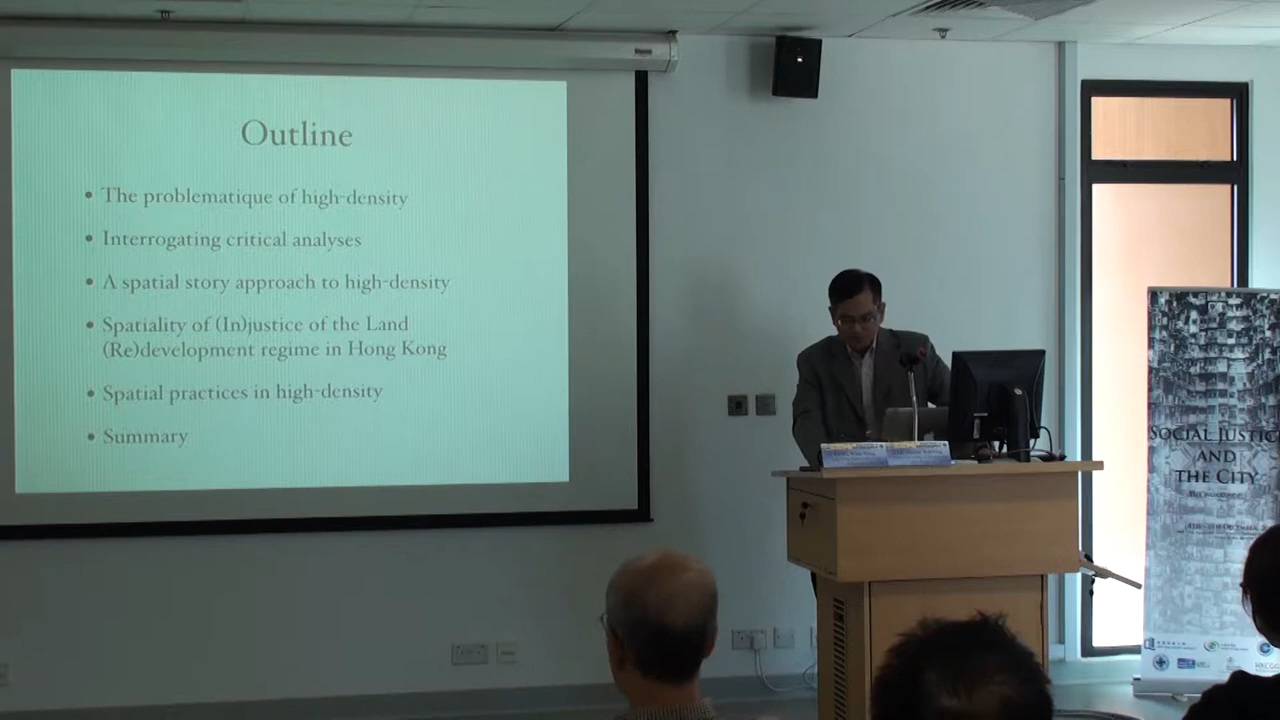 Outline
• The problematique of high-density
• Interrogating critical analyses
• A spatial story approach to high-density
• Spatiality of (In)justice of the Land
(Re)development regime in Hong Kong
• Spatial practices in high-density
• Summary
SOCIAL JUSTIC
AND
THE CITY